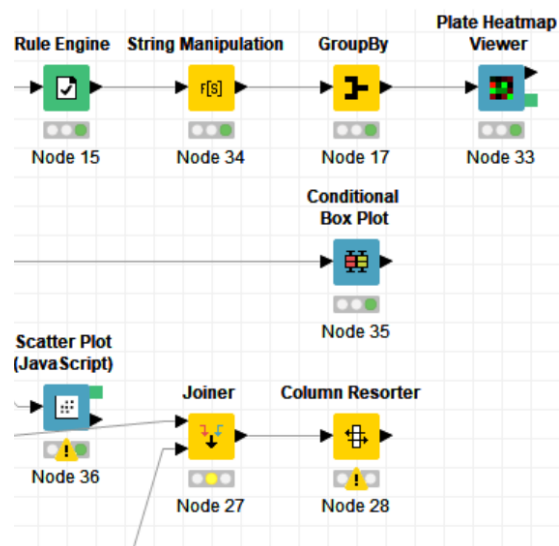 Plate Heatmap
Rule Engine String Manipulation GroupBy Viewer
F[S]
Node 15 Node 34 Node 17 Node 33
Conditional
Box Plot
Node 35
Scatter Plot
(JavaScript)
Joiner Column Resorter
!
Node 36
!
Node 27 Node 28